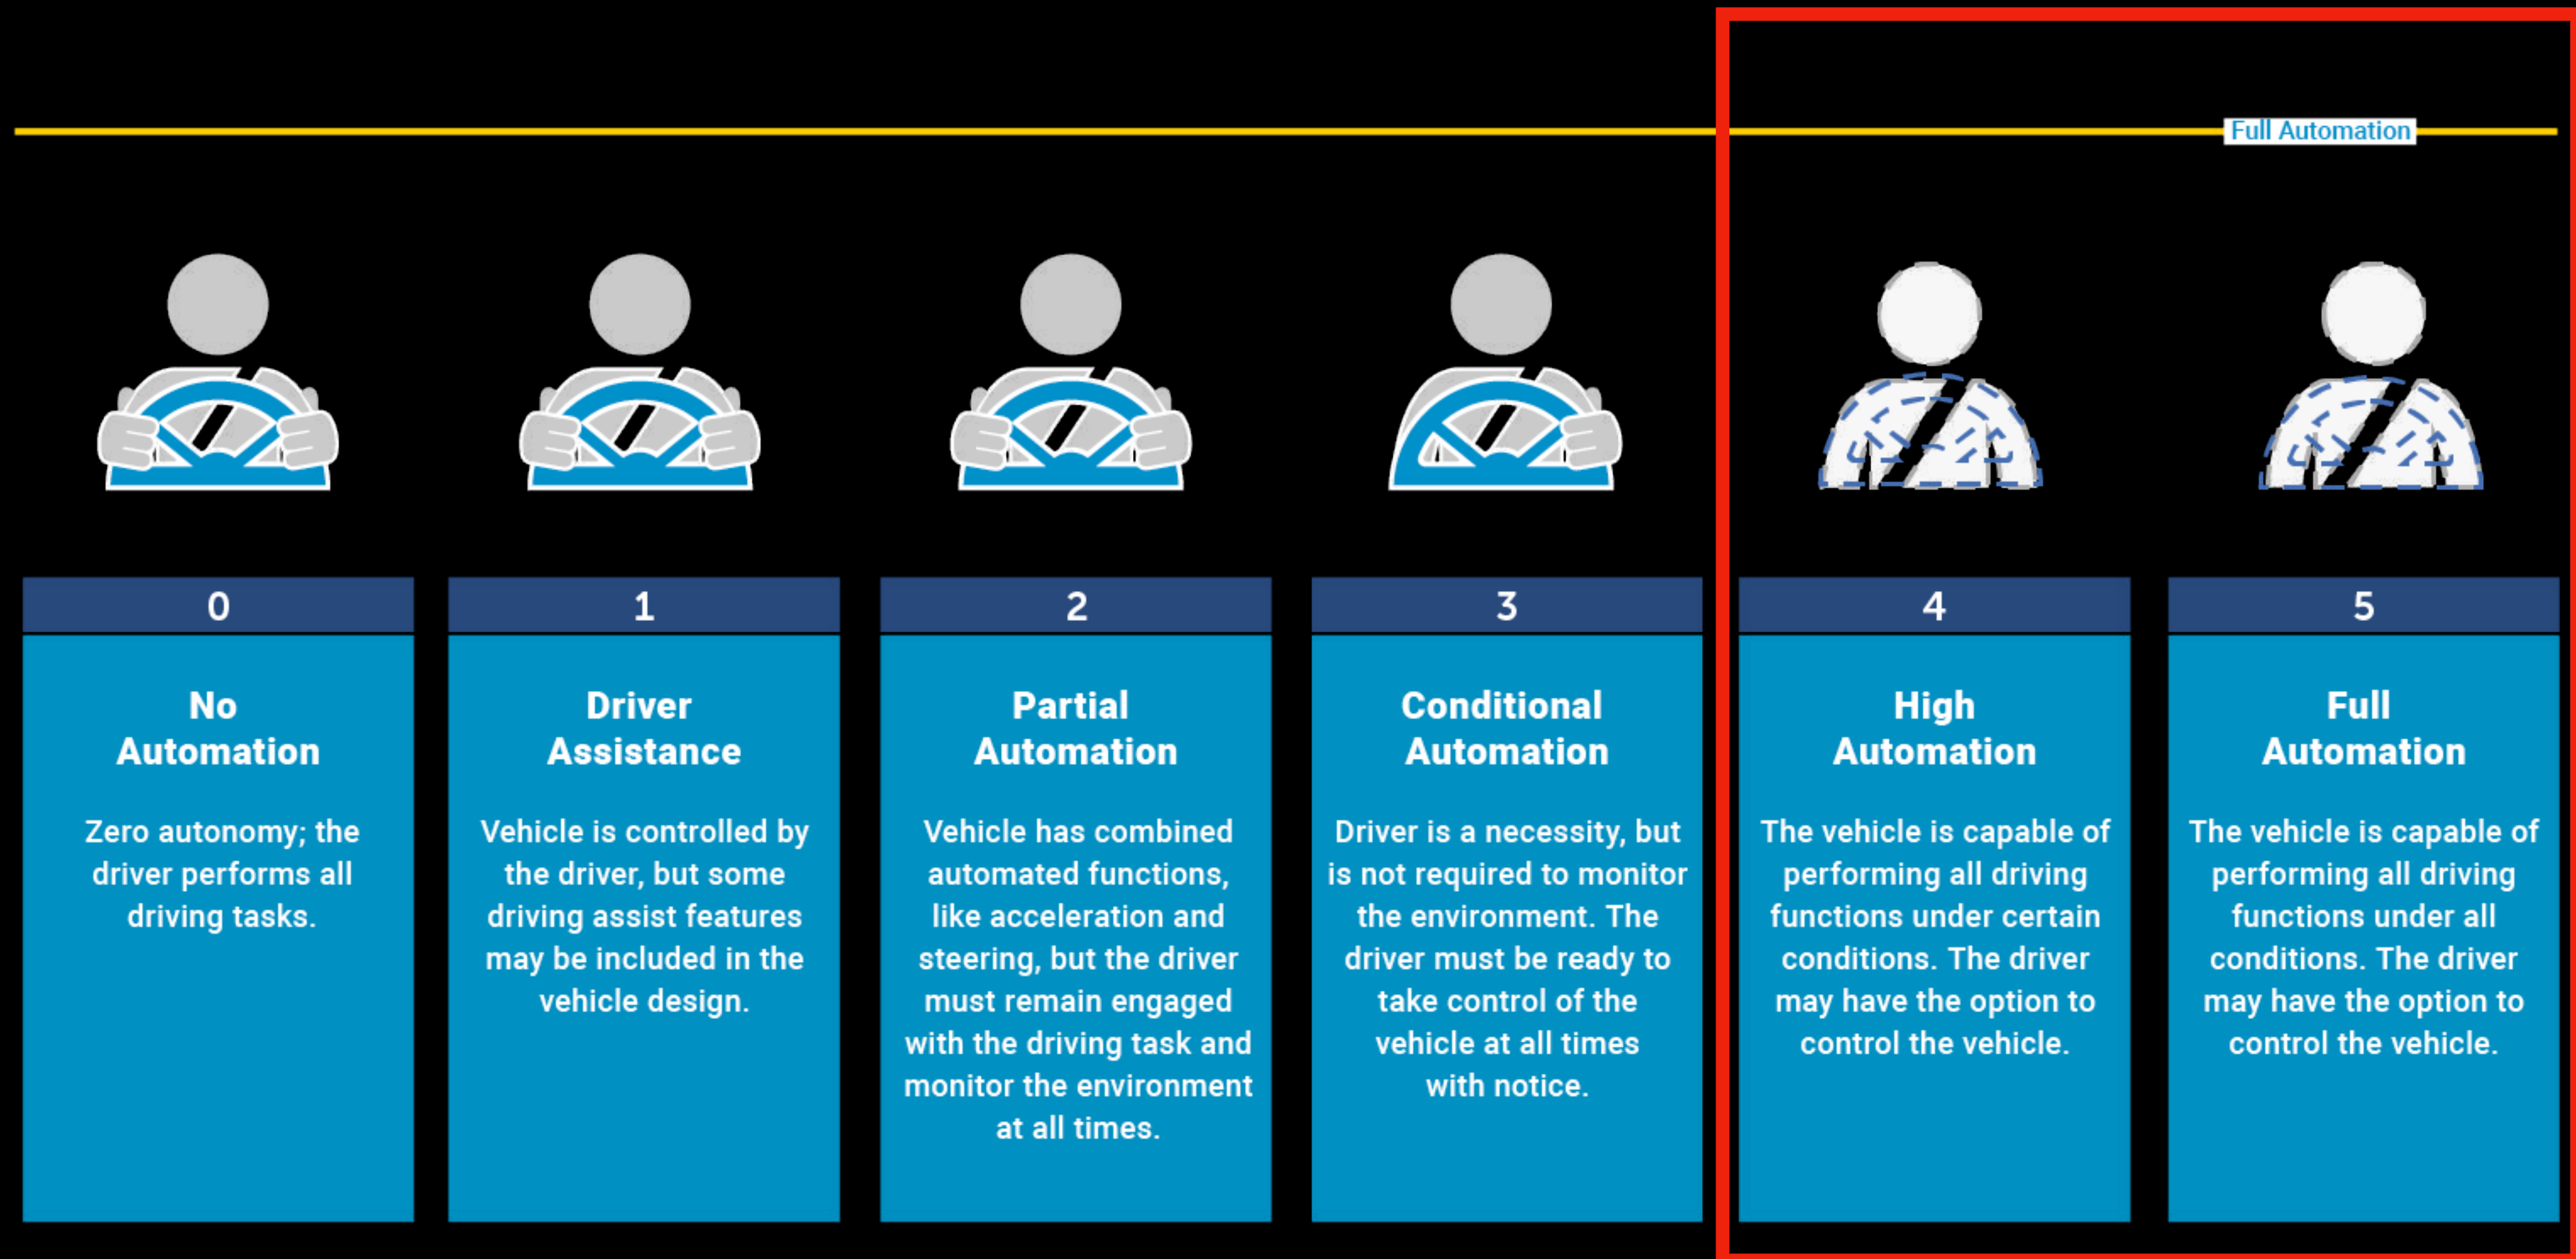 Full Automation
0
No
Automation
Zero autonomy; the
driver performs all
driving tasks.
1
Driver
Assistance
Vehicle is controlled by
the driver, but some
driving assist features
may be included in the
vehicle design.
2
Partial
Automation
Vehicle has combined
automated functions,
like acceleration and
steering, but the driver
must remain engaged
with the driving task and
monitor the environment
at all times.
3
Conditional
Automation
Driver is a necessity, but
is not required to monitor
the environment. The
driver must be ready to
take control of the
vehicle at all times
with notice.
4
High
Automation
The vehicle is capable of
performing all driving
functions under certain
conditions. The driver
may have the option to
control the vehicle.
5
Full
Automation
The vehicle is capable of
performing all driving
functions under all
conditions. The driver
may have the option to
control the vehicle.